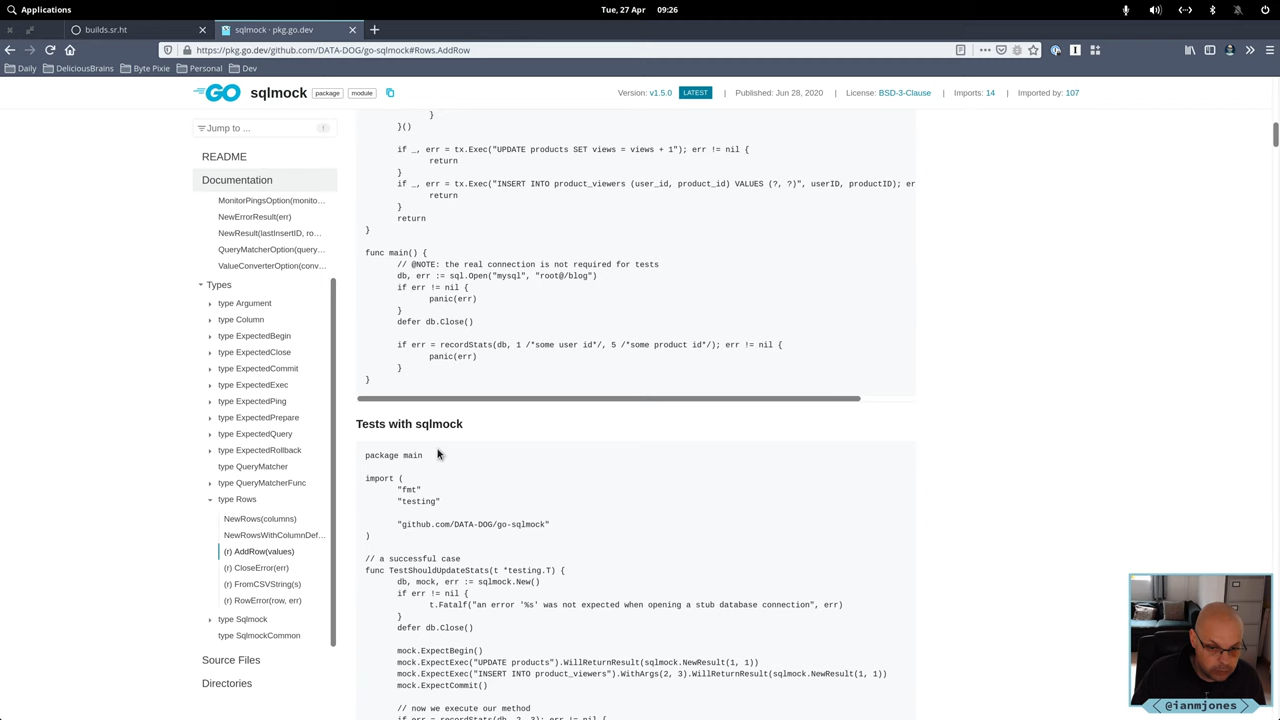 Applications
Tue, 27 Apr 09:26
builds.sr.ht
sqlmock · pkg.go.dev
https://pkg.go.dev/github.com/DATA-DOG/go-sqlmock#Rows.AddRow
Daily
DeliciousBrains
Byte Pixie
Personal
Dev
GO
sqlmock
package
module
Version: v1.5.0
LATEST
| Published: Jun 28, 2020
| License: BSD-3-Clause
| Imports: 14
| Imported by: 107
Jump to ...
README
Documentation
MonitorPingsOption(monito...
NewErrorResult(err)
NewResult(lastInsertID, ro...
QueryMatcherOption(query...
ValueConverterOption(conv...
Types
type Argument
type Column
type ExpectedBegin
type ExpectedClose
type ExpectedCommit
type ExpectedExec
type ExpectedPing
type ExpectedPrepare
type ExpectedQuery
type ExpectedRollback
type QueryMatcher
type QueryMatcherFunc
type Rows
NewRows(columns)
NewRowsWithColumnDef...
(r) AddRow(values)
(r) CloseError(err)
(r) FromCSVString(s)
(r) RowError(row, err)
type Sqlmock
type SqlmockCommon
Source Files
Directories
}
}()
if _, err = tx.Exec("UPDATE products SET views = views + 1"); err != nil {
return
}
if _, err = tx.Exec("INSERT INTO product_viewers (user_id, product_id) VALUES (?, ?)", userID, productID); er
return
}
return
}
func main() {
// @NOTE: the real connection is not required for tests
db, err := sql.Open("mysql", "root@/blog")
if err != nil {
panic(err)
}
defer db.Close()
if err = recordStats(db, 1 /*some user id*/, 5 /*some product id*/); err != nil {
panic(err)
}
}
Tests with sqlmock
package main
import (
"fmt"
"testing"
"github.com/DATA-DOG/go-sqlmock"
)
// a successful case
func TestShouldUpdateStats(t *testing.T) {
db, mock, err := sqlmock.New()
if err != nil {
t.Fatalf("an error '%s' was not expected when opening a stub database connection", err)
}
defer db.Close()
mock.ExpectBegin()
mock.ExpectExec("UPDATE products").WillReturnResult(sqlmock.NewResult(1, 1))
mock.ExpectExec("INSERT INTO product_viewers").WithArgs(2, 3).WillReturnResult(sqlmock.NewResult(1, 1))
mock.ExpectCommit()
// now we execute our method
if err = recordStats(db, 2, 3); err != nil {
@ianmjones